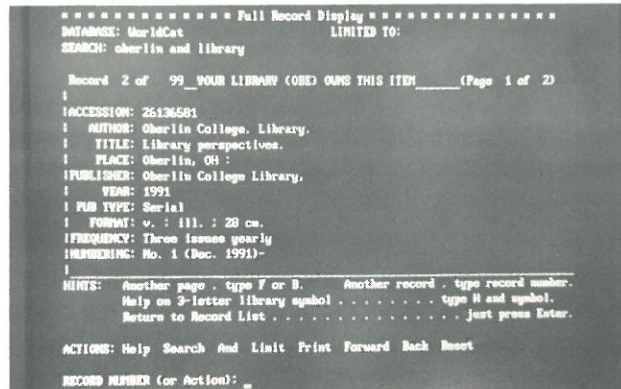 * * * * * * * * * * * * Full Record Display * * * * * * * * * * * * * *
DATABASE: WorldCat LIMITED TO:
SEARCH: oberlin and library
Record 2 of 99__YOUR LIBRARY (OBE) OWNS THIS ITEM______(Page 1 of 2)
|
|ACCESSION: 26136581
| AUTHOR: Oberlin College. Library.
| TITLE: Library perspectives.
| PLACE: Oberlin, OH :
|PUBLISHER: Oberlin College Library,
| YEAR: 1991
| PUB TYPE: Serial
| FORMAT: v. : ill. ; 28 cm.
|FREQUENCY: Three issues yearly
|NUMBERING: No. 1 (Dec. 1991)-
|
HINTS: Another page . type F or B. Another record . type record number.
Help on 3-letter library symbol . . . . . . . . . type H and symbol.
Return to Record List . . . . . . . . . . . . . . . . just press Enter.
ACTIONS: Help Search And Limit Print Forward Back Reset
RECORD NUMBER (or Action): _